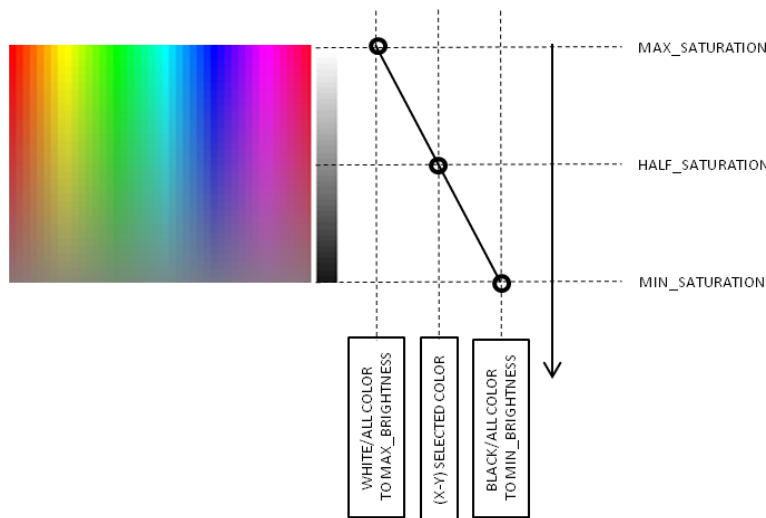 MAX_SATURATION
HALF_SATURATION
MIN_SATURATION
WHITE/ALL COLOR
TO MAX_BRIGHTNESS
(X-Y) SELECTED COLOR
BLACK/ALL COLOR
TO MIN_BRIGHTNESS